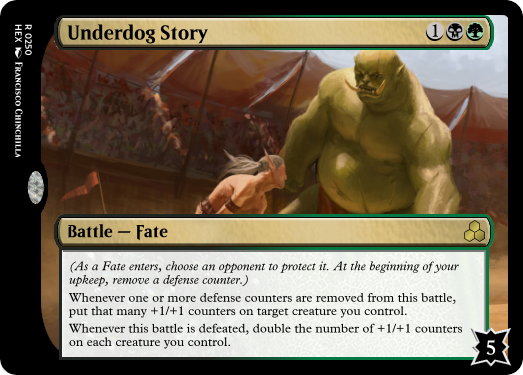 Underdog Story
1
Battle — Fate
(As a Fate enters, choose an opponent to protect it. At the beginning of your
upkeep, remove a defense counter.)
Whenever one or more defense counters are removed from this battle,
put that many +1/+1 counters on target creature you control.
Whenever this battle is defeated, double the number of +1/+1 counters
on each creature you control.
5
R 0250
HEX Francisco Chinchilla